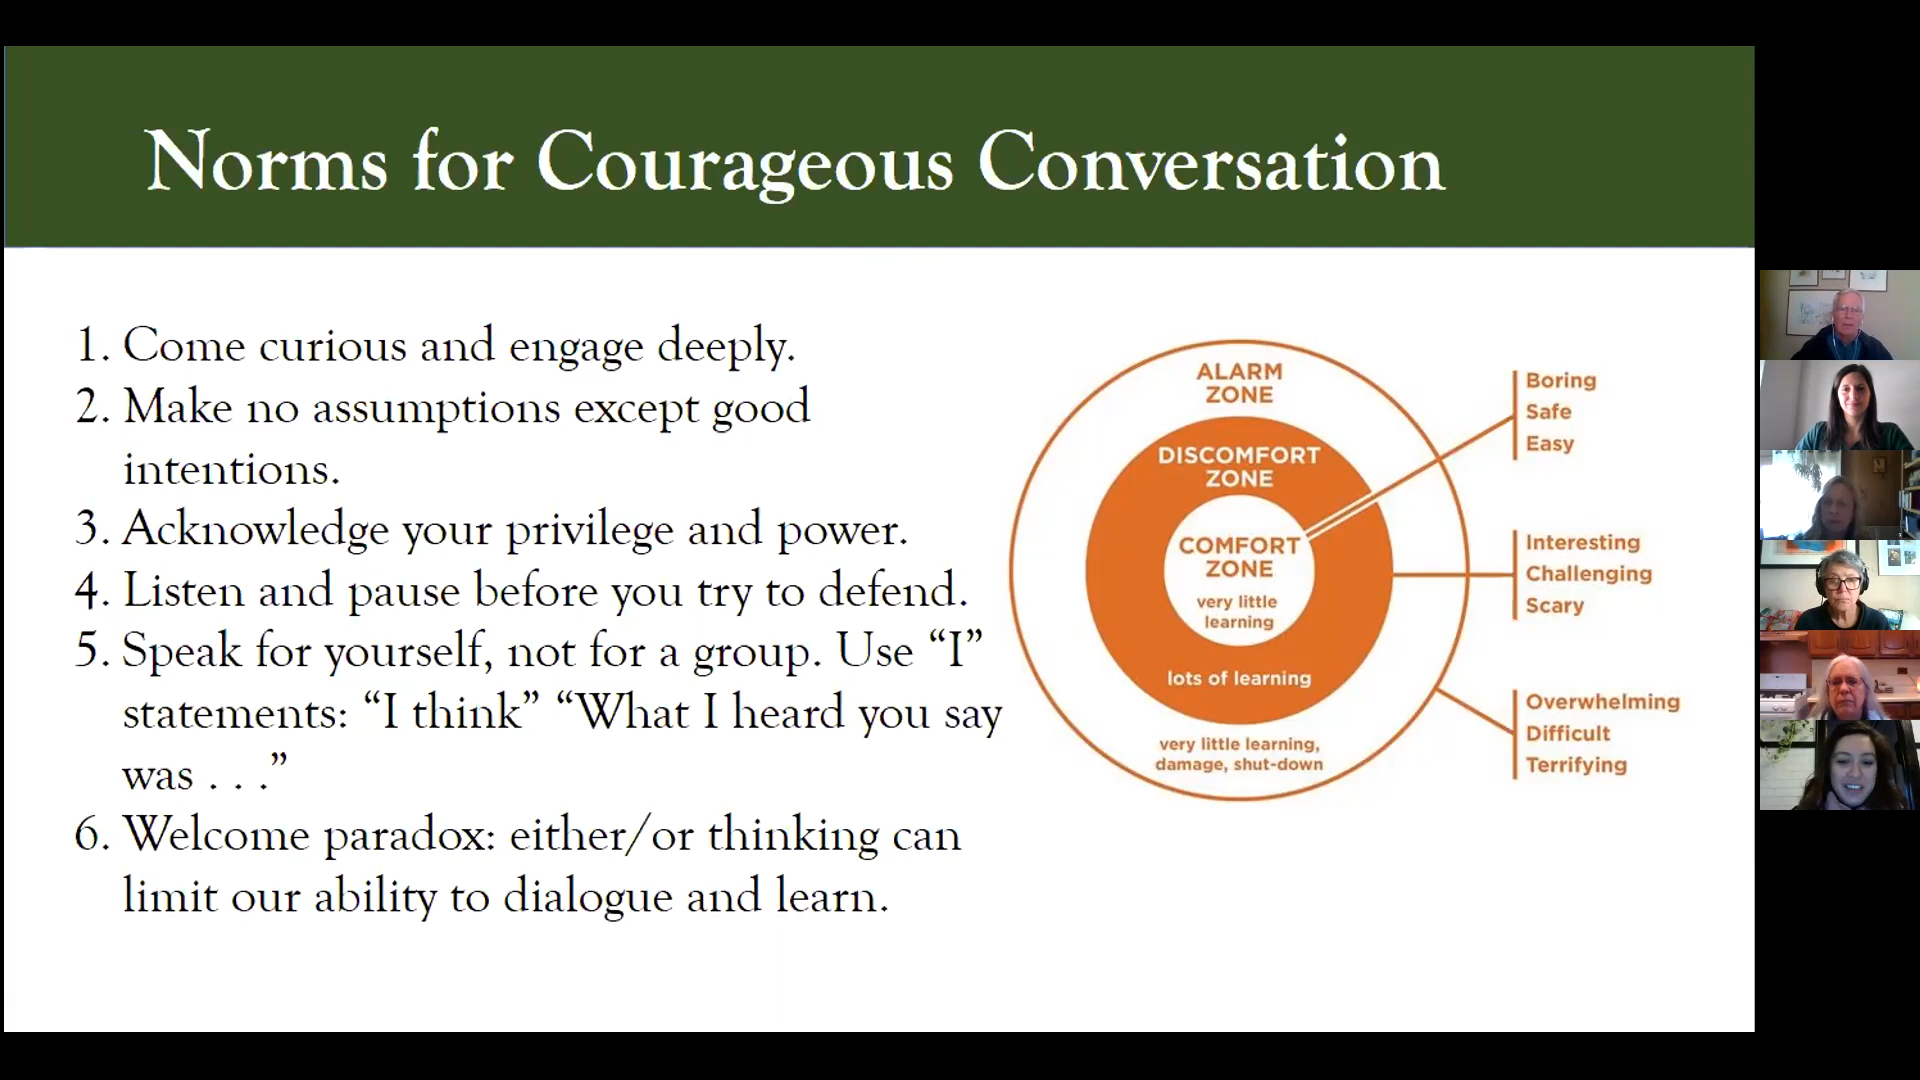 Norms for Courageous Conversation
1. Come curious and engage deeply.
2. Make no assumptions except good
intentions.
3. Acknowledge your privilege and power.
4. Listen and pause before you try to defend.
5. Speak for yourself, not for a group. Use “I”
statements: “I think” “What I heard you say
was . . .”
6. Welcome paradox: either/or thinking can
limit our ability to dialogue and learn.
ALARM
ZONE
DISCOMFORT
ZONE
COMFORT
ZONE
very little
learning
lots of learning
very little learning,
damage, shut-down
Boring
Safe
Easy
Interesting
Challenging
Scary
Overwhelming
Difficult
Terrifying